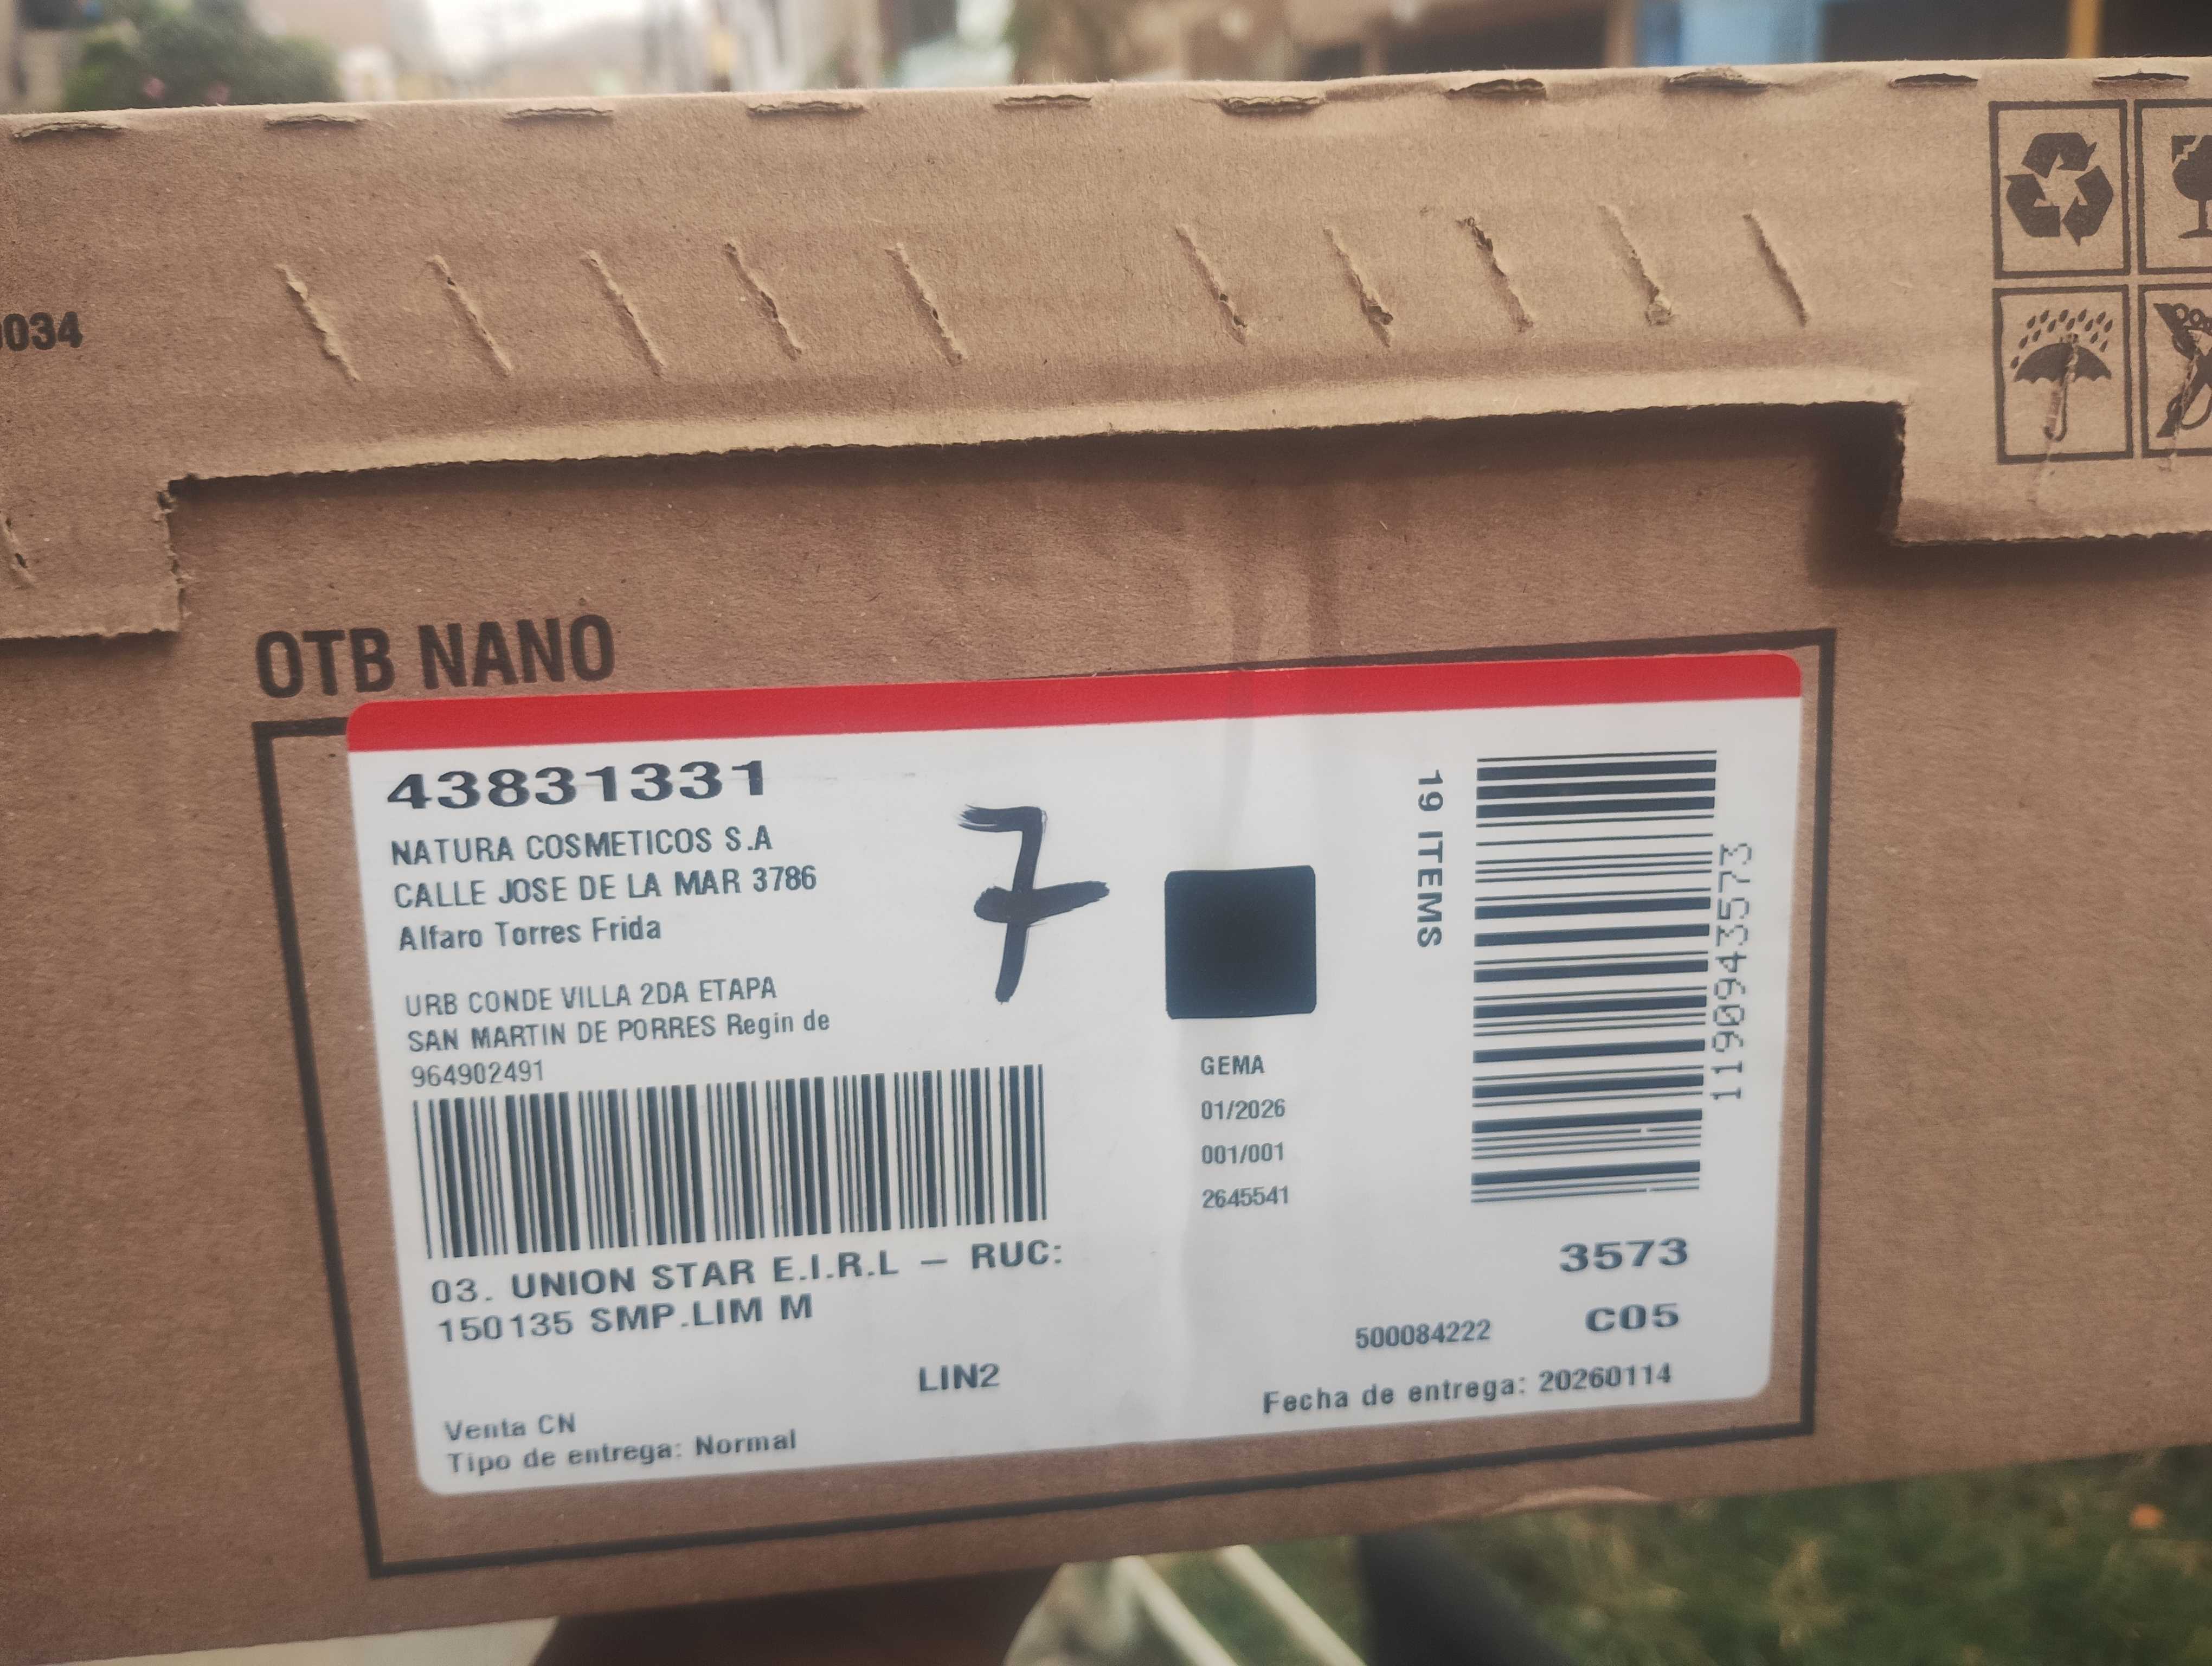 0034
OTB NANO
43831331
NATURA COSMETICOS S.A
CALLE JOSE DE LA MAR 3786
Alfaro Torres Frida
URB CONDE VILLA 2DA ETAPA
SAN MARTIN DE PORRES Regin de
964902491
03. UNION STAR E.I.R.L – RUC:
150135 SMP.LIM M
LIN2
Venta CN
Tipo de entrega: Normal
7
GEMA
01/2026
001/001
2645541
19 ITEMS
119094 3573
3573
500084222
C05
Fecha de entrega: 20260114